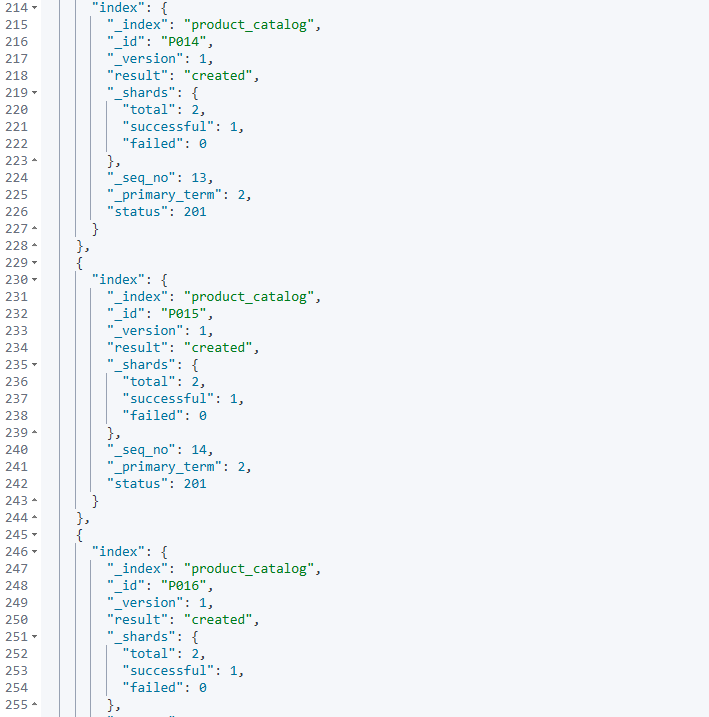 214 "index": {
215 "_index": "product_catalog",
216 "_id": "P014",
217 "_version": 1,
218 "result": "created",
219 "_shards": {
220 "total": 2,
221 "successful": 1,
222 "failed": 0
223 },
224 "_seq_no": 13,
225 "_primary_term": 2,
226 "status": 201
227 }
228 },
229 {
230 "index": {
231 "_index": "product_catalog",
232 "_id": "P015",
233 "_version": 1,
234 "result": "created",
235 "_shards": {
236 "total": 2,
237 "successful": 1,
238 "failed": 0
239 },
240 "_seq_no": 14,
241 "_primary_term": 2,
242 "status": 201
243 }
244 },
245 {
246 "index": {
247 "_index": "product_catalog",
248 "_id": "P016",
249 "_version": 1,
250 "result": "created",
251 "_shards": {
252 "total": 2,
253 "successful": 1,
254 "failed": 0
255 },